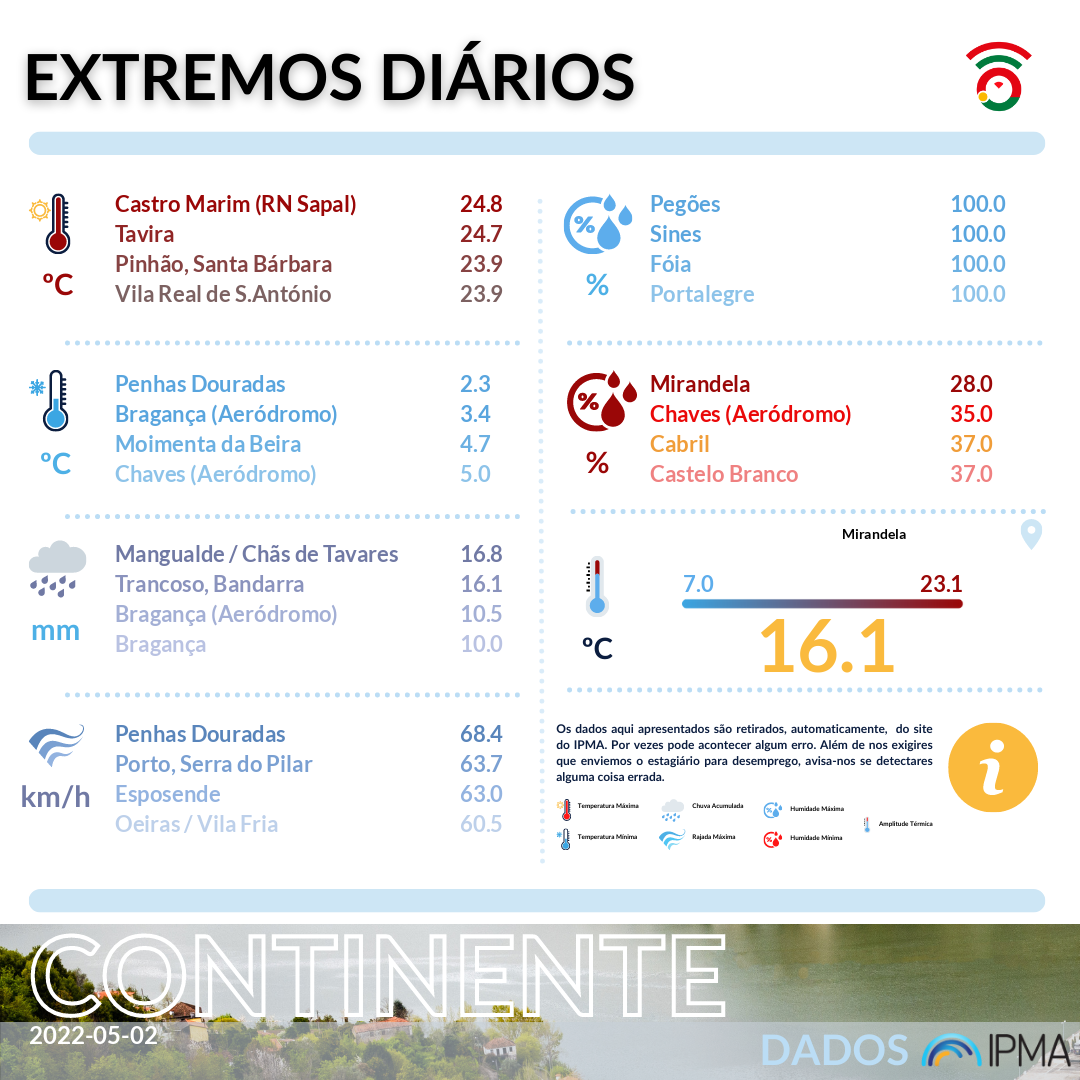 EXTREMOS DIÁRIOS
Castro Marim (RN Sapal) 24.8
Tavira 24.7
Pinhão, Santa Bárbara 23.9
Vila Real de S.António 23.9
ºC
Penhas Douradas 2.3
Bragança (Aeródromo) 3.4
Moimenta da Beira 4.7
Chaves (Aeródromo) 5.0
ºC
Mangualde / Chãs de Tavares 16.8
Trancoso, Bandarra 16.1
Bragança (Aeródromo) 10.5
Bragança 10.0
mm
Penhas Douradas 68.4
Porto, Serra do Pilar 63.7
Esposende 63.0
Oeiras / Vila Fria 60.5
km/h
%
Pegões 100.0
Sines 100.0
Fóia 100.0
Portalegre 100.0
%
%
Mirandela 28.0
Chaves (Aeródromo) 35.0
Cabril 37.0
Castelo Branco 37.0
%
Mirandela
7.0 23.1
16.1
ºC
Os dados aqui apresentados são retirados, automaticamente, do site
do IPMA. Por vezes pode acontecer algum erro. Além de nos exigires
que enviemos o estagiário para desemprego, avisa-nos se detectares
alguma coisa errada.
i
Temperatura Máxima Chuva Acumulada Humidade Máxima
Amplitude Térmica
Temperatura Mínima Rajada Máxima Humidade Mínima
CONTINENTE
2022-05-02
DADOS IPMA